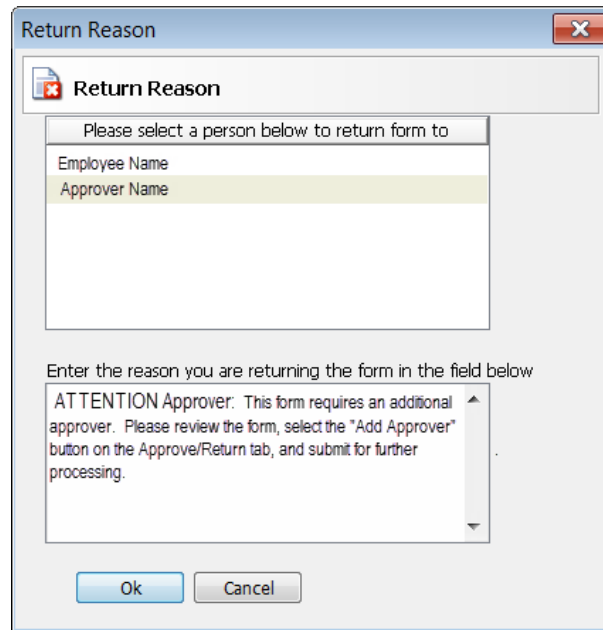 Return Reason
Return Reason
Please select a person below to return form to
Employee Name
Approver Name
Enter the reason you are returning the form in the field below
ATTENTION Approver: This form requires an additional
approver. Please review the form, select the "Add Approver"
button on the Approve/Return tab, and submit for further
processing.
.
Ok Cancel